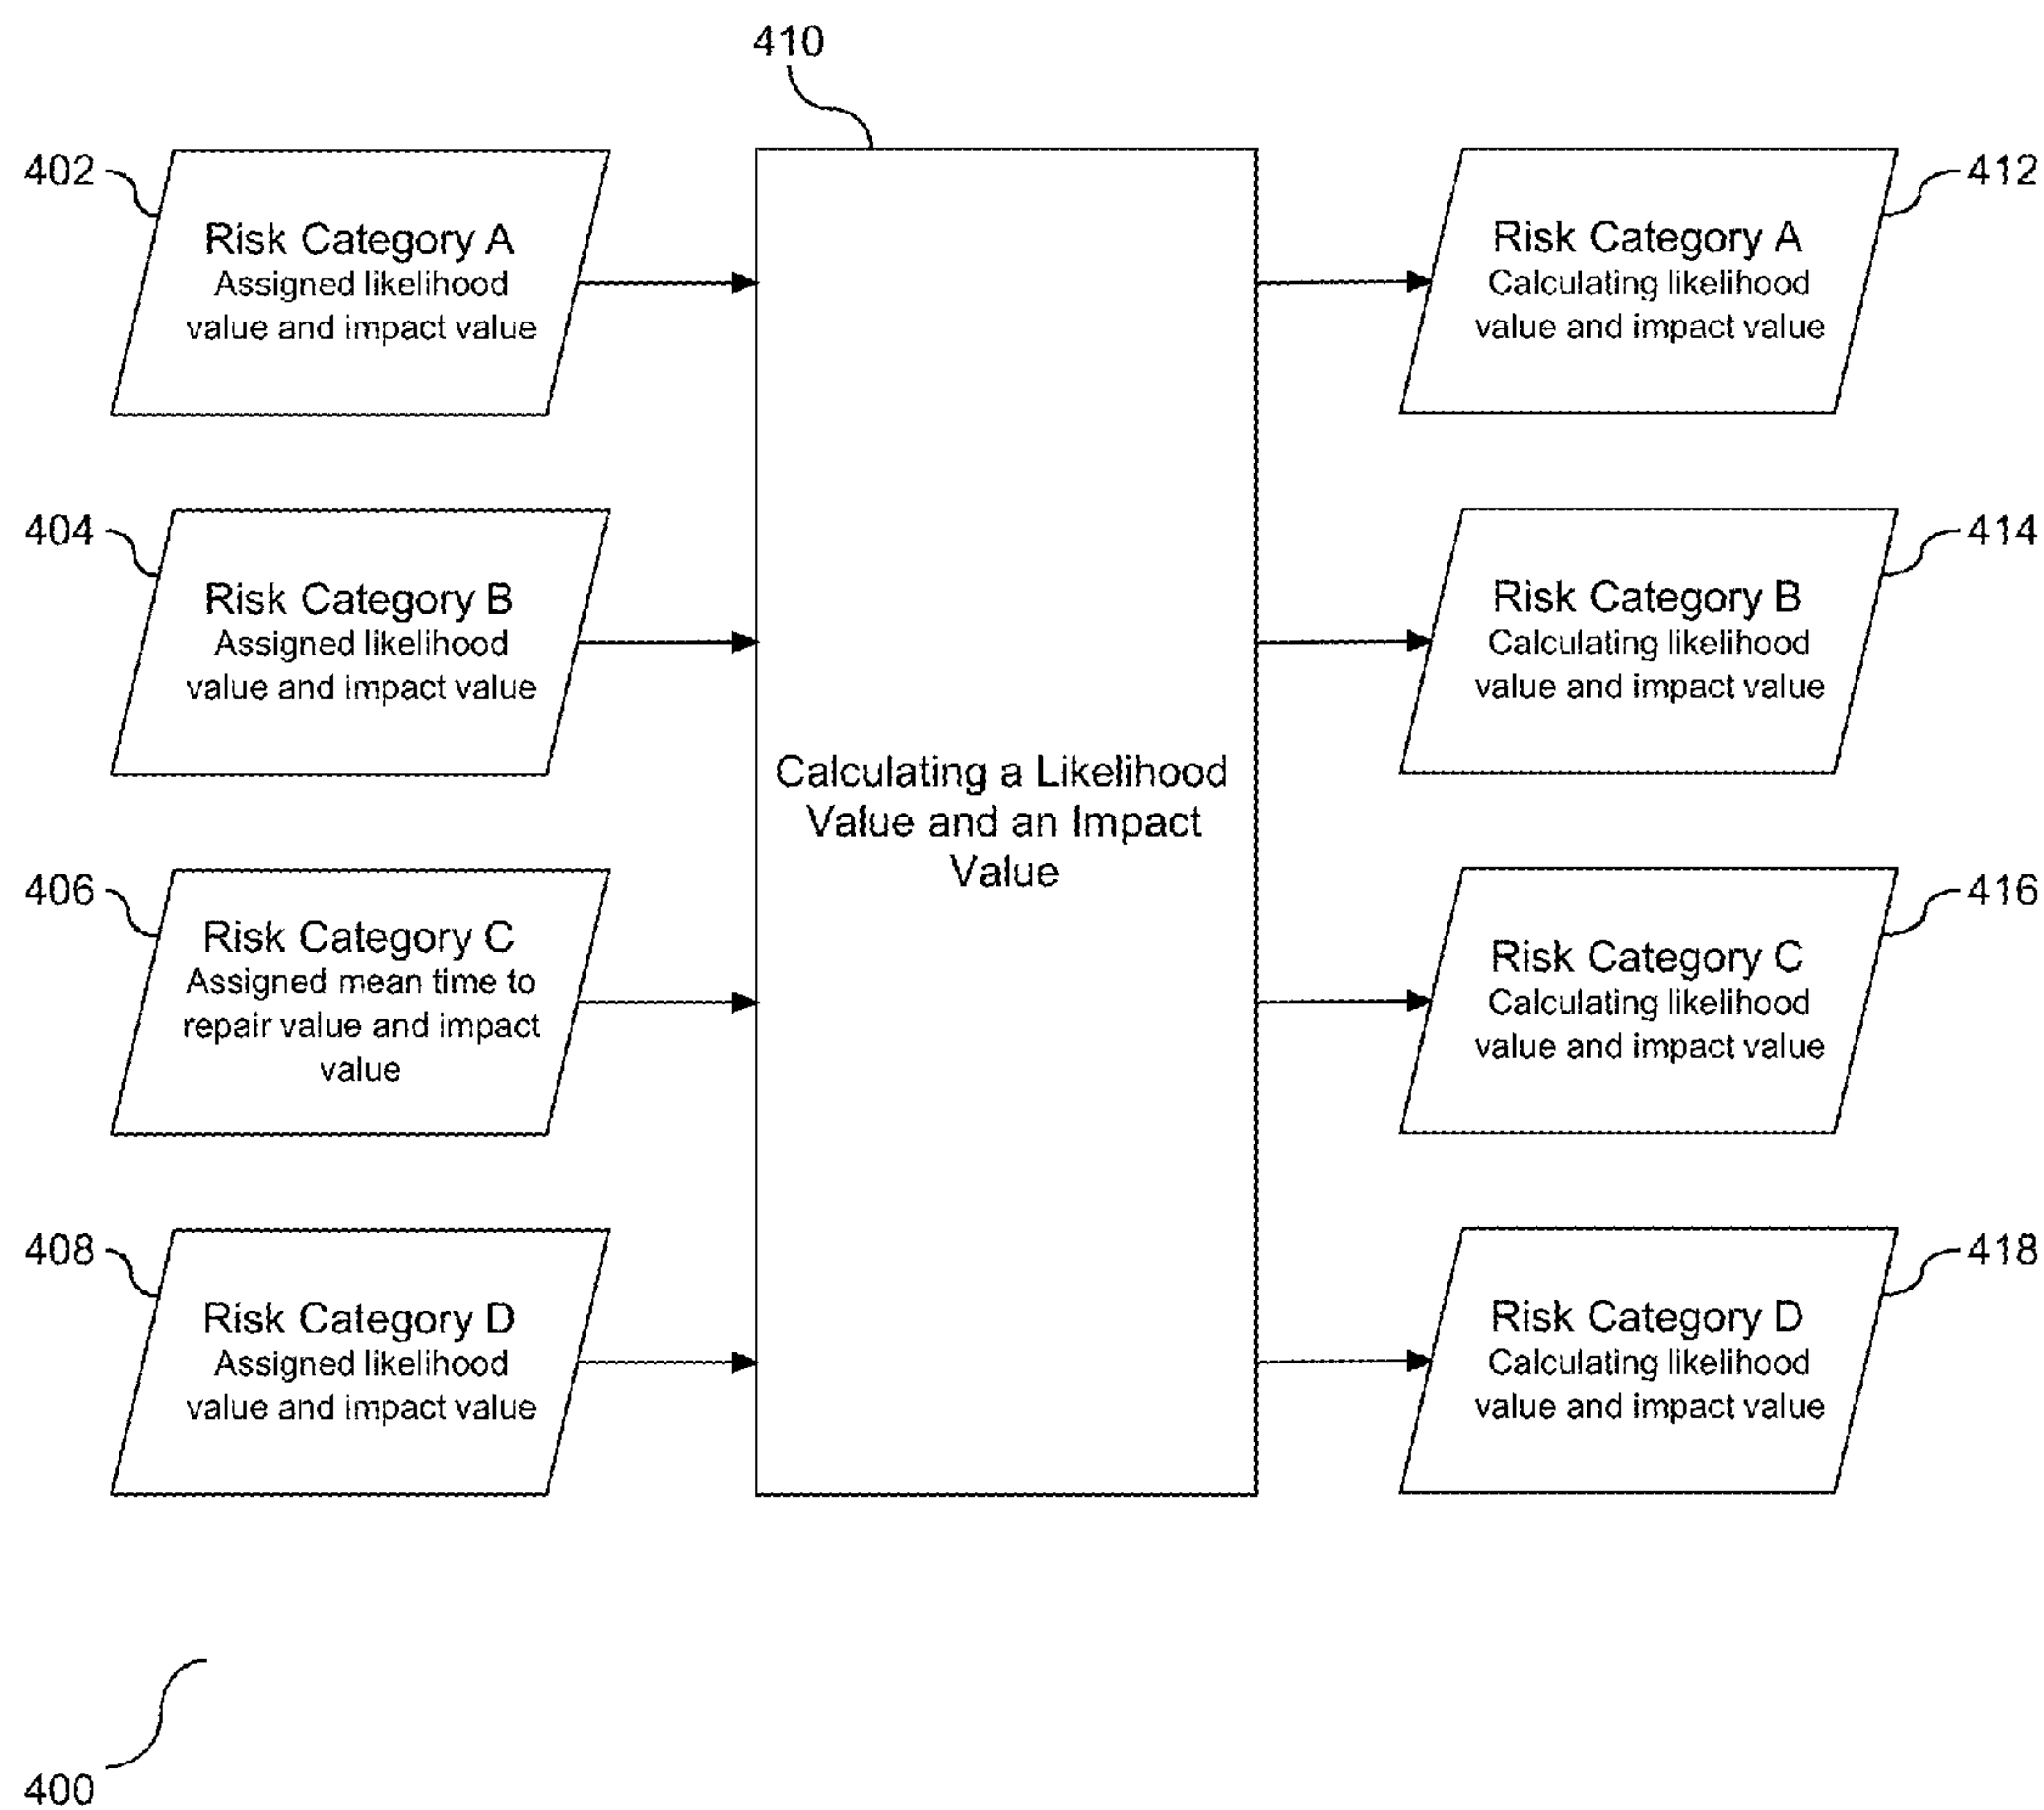 410
402
Risk Category A
Assigned likelihood
value and impact value
412
Risk Category A
Calculating likelihood
value and impact value
404
Risk Category B
Assigned likelihood
value and impact value
414
Risk Category B
Calculating likelihood
value and impact value
Calculating a Likelihood
Value and an Impact
Value
406
Risk Category C
Assigned mean time to
repair value and impact
value
416
Risk Category C
Calculating likelihood
value and impact value
408
Risk Category D
Assigned likelihood
value and impact value
418
Risk Category D
Calculating likelihood
value and impact value
400